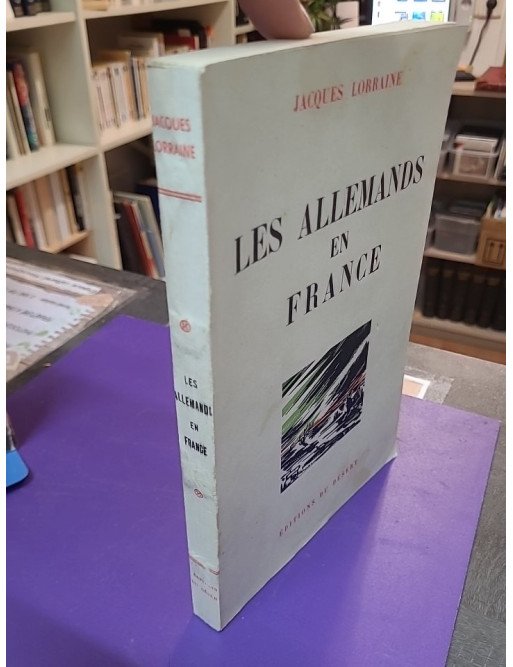 JACQUES
LORRAINE
LES
ALLEMANDS
EN
FRANCE
JACQUES LORRAINE
LES ALLEMANDS
EN
FRANCE
ÉDITIONS DU DÉSERT